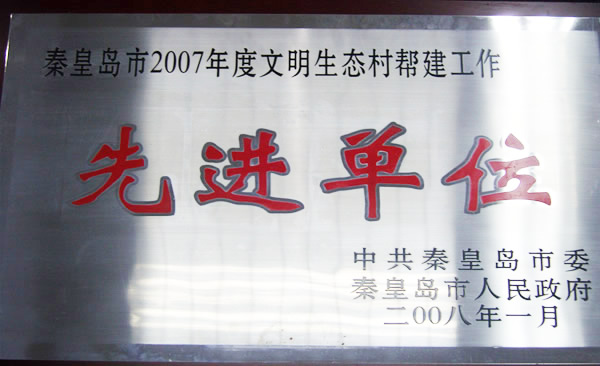 秦皇岛市2007年度文明生态村帮建工作
先进单位
中共秦皇岛市委
秦皇岛市人民政府
二00八年一月